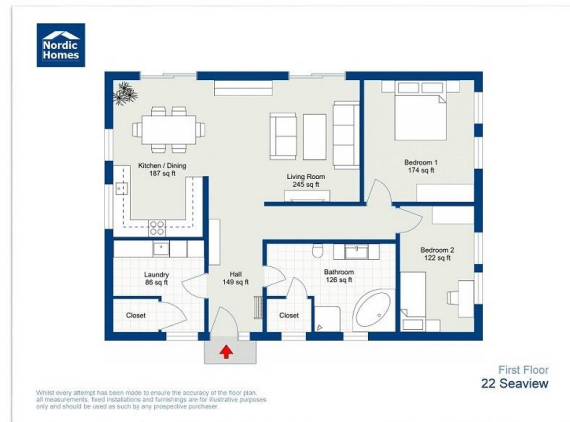 Nordic
Homes
Kitchen / Dining
187 sq ft
Living Room
245 sq ft
Bedroom 1
174 sq ft
Bedroom 2
122 sq ft
Laundry
86 sq ft
Hall
149 sq ft
Bathroom
126 sq ft
Closet
Closet
First Floor
22 Seaview
Whilst every attempt has been made to ensure the accuracy of the floor plan,
all measurements, fixed installations and furnishings are for illustrative purposes
only and should be used as such by any prospective purchaser.